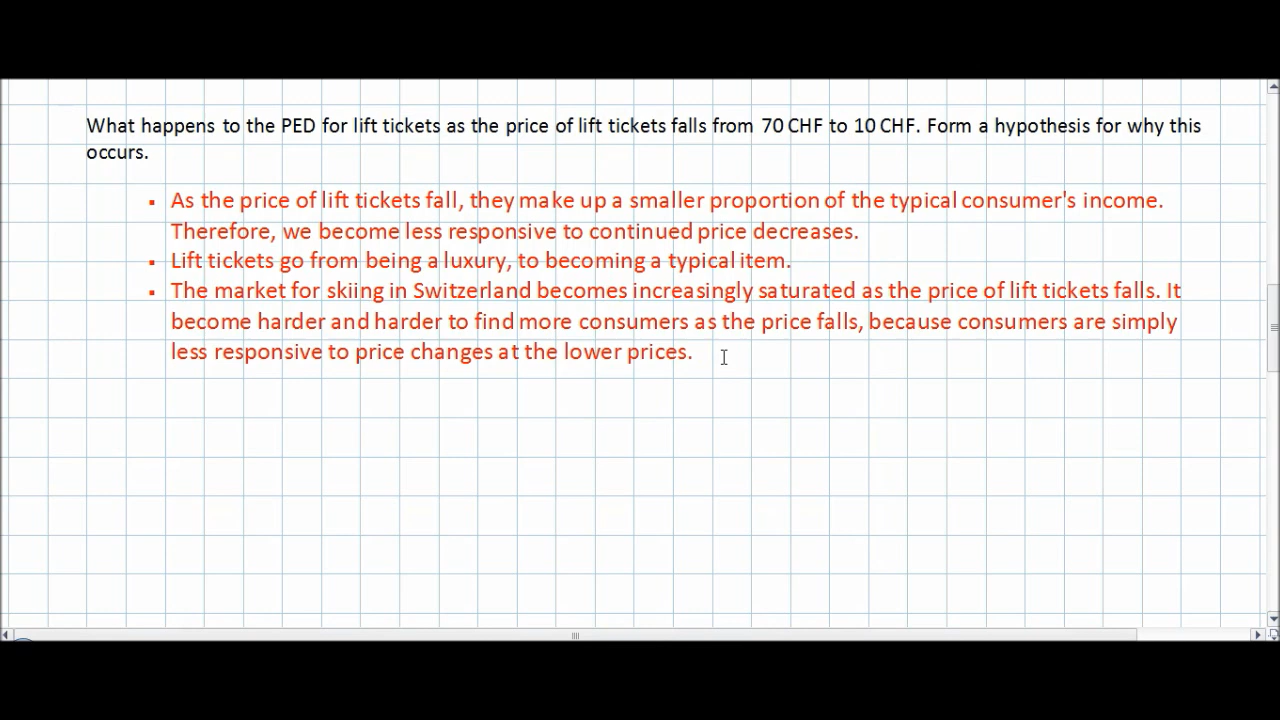 What happens to the PED for lift tickets as the price of lift tickets falls from 70 CHF to 10 CHF. Form a hypothesis for why this
occurs.
▪ As the price of lift tickets fall, they make up a smaller proportion of the typical consumer's income.
Therefore, we become less responsive to continued price decreases.
▪ Lift tickets go from being a luxury, to becoming a typical item.
▪ The market for skiing in Switzerland becomes increasingly saturated as the price of lift tickets falls. It
become harder and harder to find more consumers as the price falls, because consumers are simply
less responsive to price changes at the lower prices.